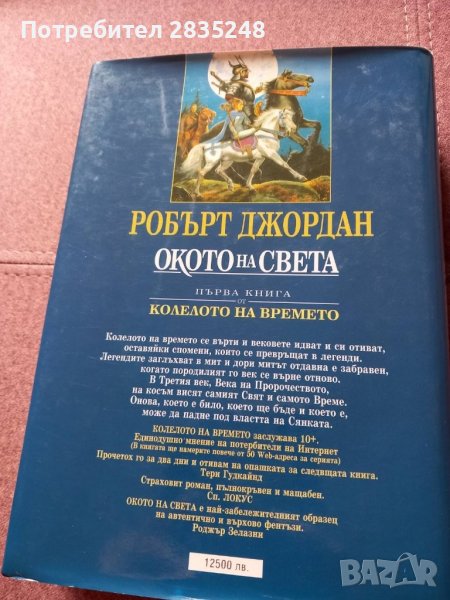 Потребител 2835248
РОБЪРТ ДЖОРДАН
ОКОТО НА СВЕТА
ПЪРВА КНИГА
ОТ
КОЛЕЛОТО НА ВРЕМЕТО
Колелото на времето се върти и вековете идват и си отиват,
оставяйки спомени, които се превръщат в легенди.
Легендите заглъхват в мит и дори митът отдавна е забравен,
когато породилият го век се върне отново.
В Третия век, Века на Пророчеството,
на косъм висят самият Свят и самото Време.
Онова, което е било, което ще бъде и което е,
може да падне под властта на Сянката.
КОЛЕЛОТО НА ВРЕМЕТО заслужава 10+.
Единодушно мнение на потербители на Интернет
(В книгата ще намерите повече от 50 Web-адреса за серията)
Прочетох го за два дни и отивам на опашката за следващата книга.
Тери Гудкайнд
Страховит роман, пълнокръвен и мащабен.
Сп. ЛОКУС
ОКОТО НА СВЕТА е най-забележителният образец
на автентично и върхово фентъзи.
Роджър Зелазни
12500 лв.
BAZAR